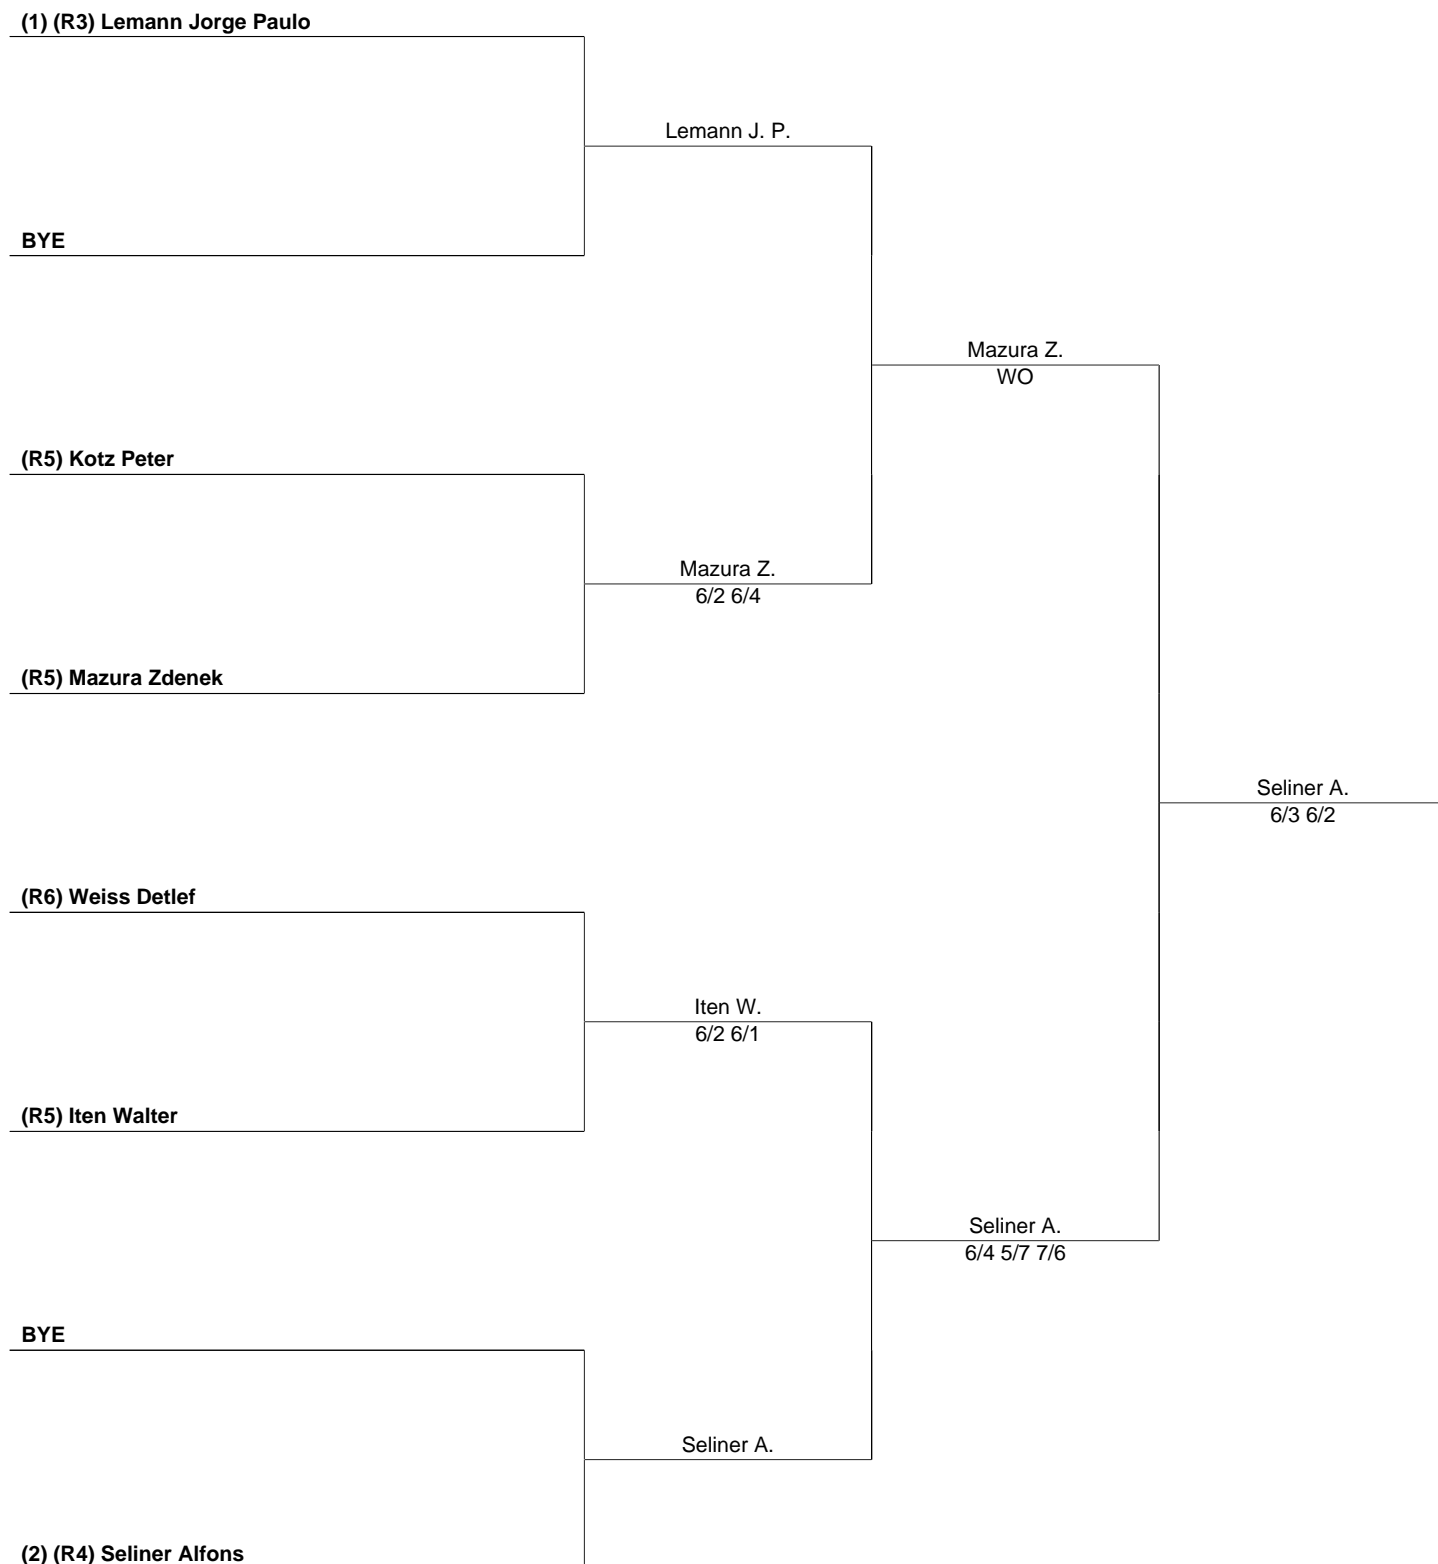 (1) (R3) Lemann Jorge Paulo
Lemann J. P.
BYE
Mazura Z.
WO
(R5) Kotz Peter
Mazura Z.
6/2 6/4
(R5) Mazura Zdenek
Seliner A.
6/3 6/2
(R6) Weiss Detlef
Iten W.
6/2 6/1
(R5) Iten Walter
Seliner A.
6/4 5/7 7/6
BYE
Seliner A.
(2) (R4) Seliner Alfons